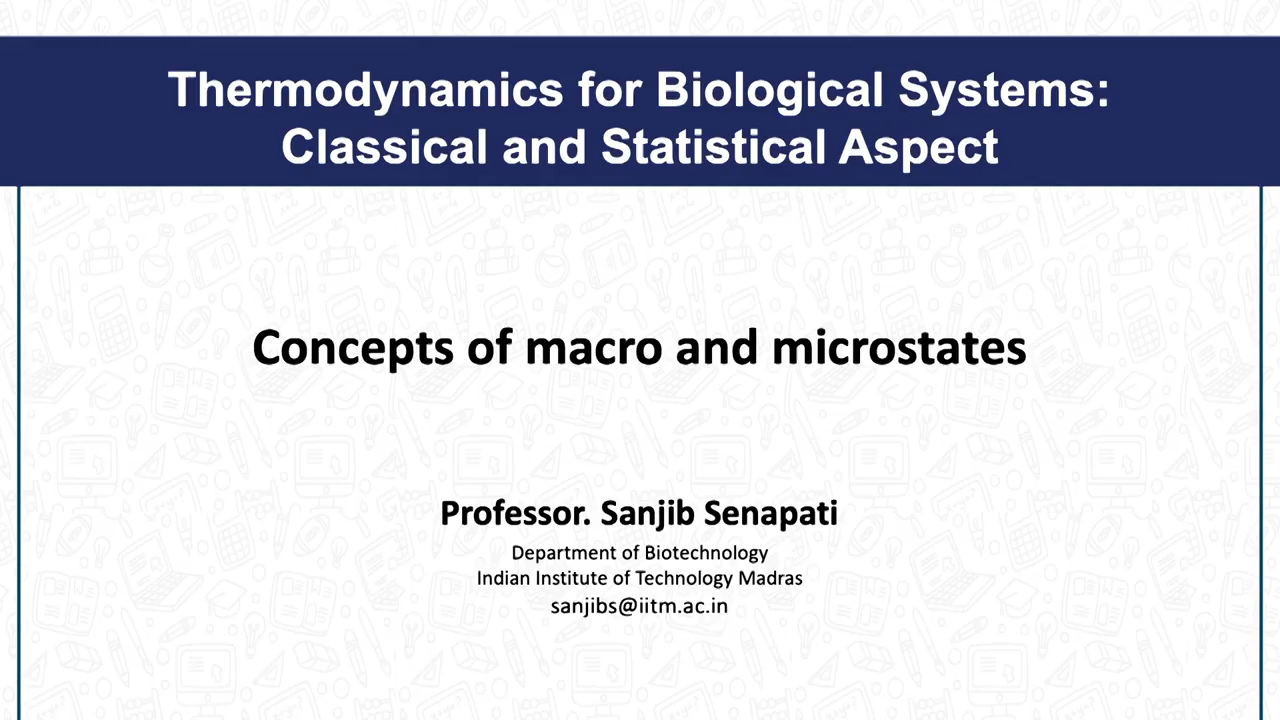 Thermodynamics for Biological Systems:
Classical and Statistical Aspect
Concepts of macro and microstates
Professor. Sanjib Senapati
Department of Biotechnology
Indian Institute of Technology Madras
sanjibs@iitm.ac.in